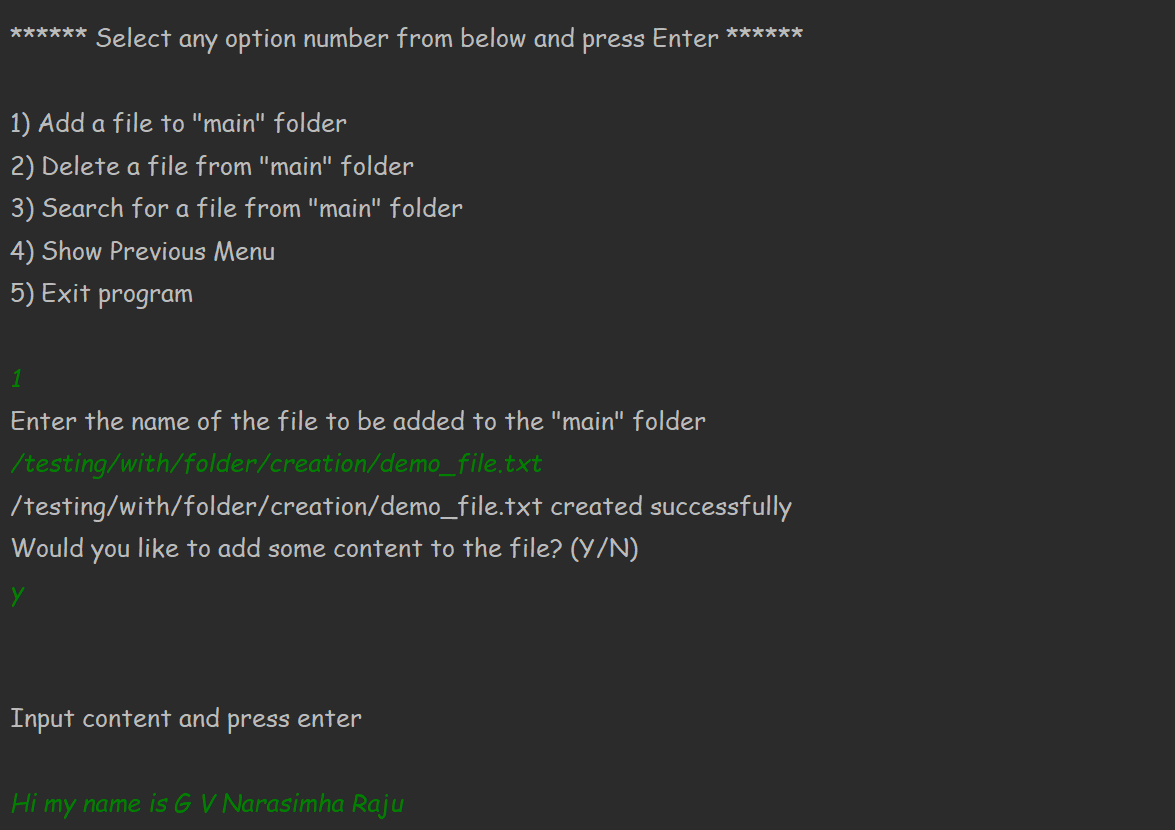 ****** Select any option number from below and press Enter ******
1) Add a file to "main" folder
2) Delete a file from "main" folder
3) Search for a file from "main" folder
4) Show Previous Menu
5) Exit program
1
Enter the name of the file to be added to the "main" folder
/testing/with/folder/creation/demo_file.txt
/testing/with/folder/creation/demo_file.txt created successfully
Would you like to add some content to the file? (Y/N)
y
Input content and press enter
Hi my name is G V Narasimha Raju